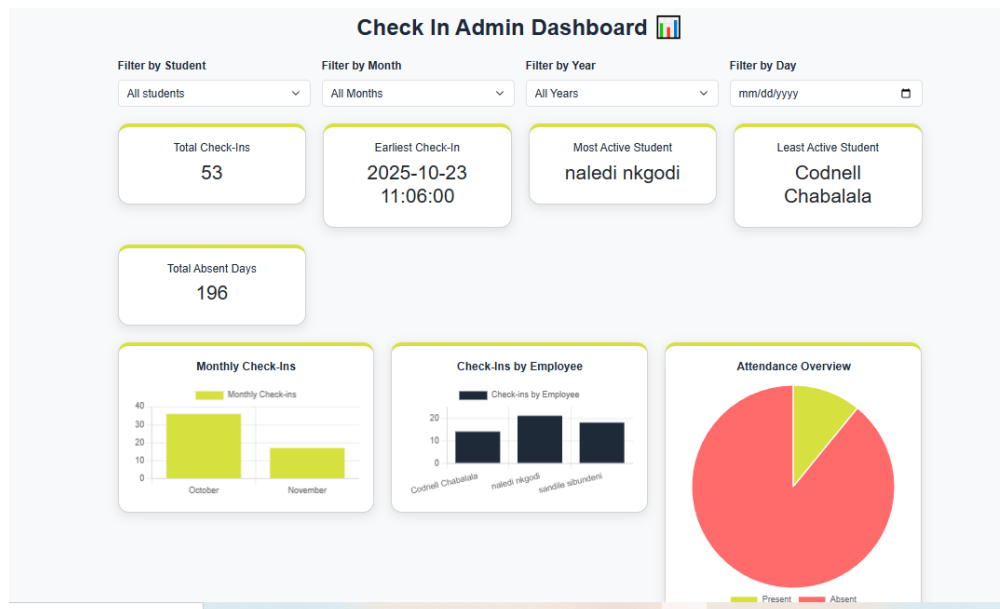 Check In Admin Dashboard 📊
Filter by Student
Filter by Month
Filter by Year
Filter by Day
All students
All Months
All Years
mm/dd/yyyy
Total Check-Ins
53
Earliest Check-In
2025-10-23
11:06:00
Most Active Student
naledi nkgodi
Least Active Student
Codnell
Chabalala
Total Absent Days
196
Monthly Check-Ins
Monthly Check-ins
40
30
20
10
0
October
November
Check-Ins by Employee
Check-ins by Employee
20
10
0
Codnell Chabalala
naledi nkgodi
sandile sibundeni
Attendance Overview
Present
Absent